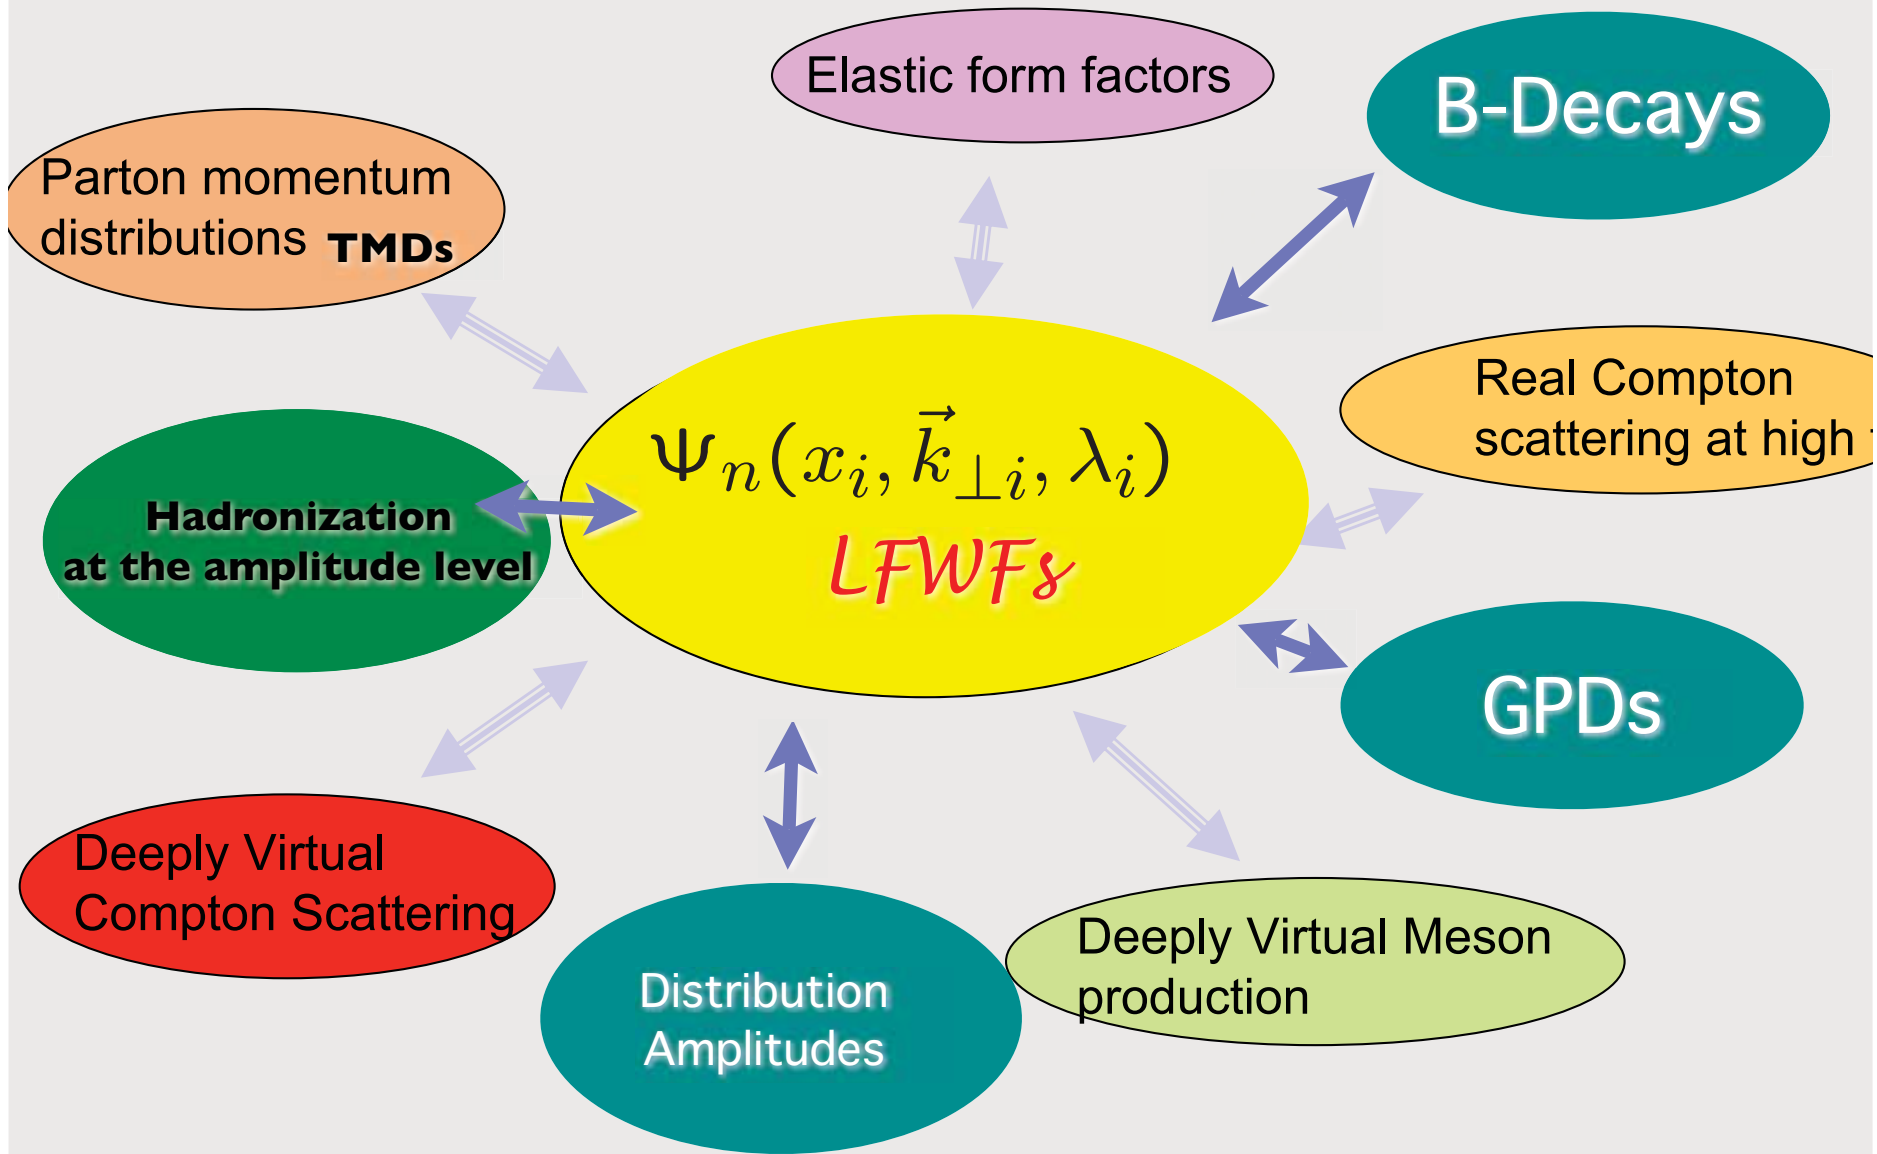 Elastic form factors
B-Decays
Parton momentum
distributions TMDs
Real Compton
scattering at high
Ψₙ(xᵢ, k⃗⊥ᵢ, λᵢ)
LFWFs
Hadronization
at the amplitude level
GPDs
Deeply Virtual
Compton Scattering
Deeply Virtual Meson
production
Distribution
Amplitudes